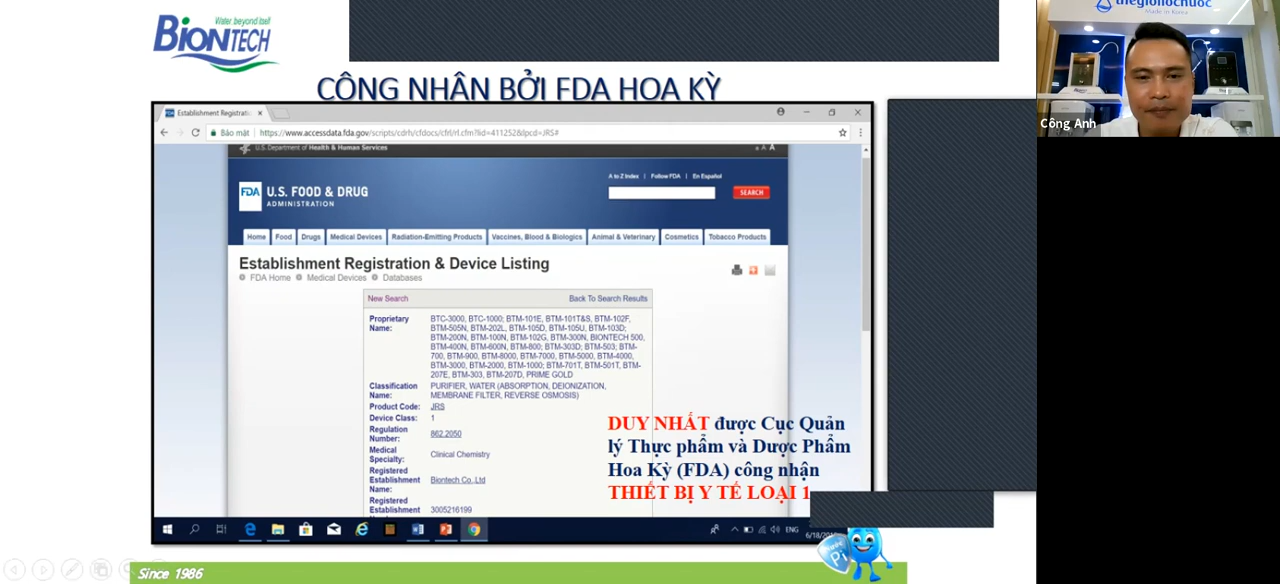 Water beyond itself
BIONTECH
CÔNG NHÂN BỞI FDA HOA KỲ
Establishment Registratio
Bảo mật
https://www.accessdata.fda.gov/scripts/cdrh/cfdocs/cfrl/rl.cfm?lid=411252&lpcd=JRS#
U.S. Department of Health & Human Services
a A A
A to Z Index | Follow FDA | En Español
FDA U.S. FOOD & DRUG
ADMINISTRATION
SEARCH
Home Food Drugs Medical Devices Radiation-Emitting Products Vaccines, Blood & Biologics Animal & Veterinary Cosmetics Tobacco Products
Establishment Registration & Device Listing
FDA Home Medical Devices Databases
New Search Back To Search Results
Proprietary Name:
BTC-3000, BTC-1000; BTM-101E, BTM-101T&S, BTM-102F,
BTM-505N, BTM-202L, BTM-105D, BTM-105U, BTM-103D;
BTM-200N, BTM-100N, BTM-102G, BTM-300N, BIONTECH 500,
BTM-400N, BTM-600N, BTM-800; BTM-303D; BTM-503; BTM-
700, BTM-900, BTM-8000, BTM-7000, BTM-5000, BTM-4000,
BTM-3000, BTM-2000, BTM-1000; BTM-701T, BTM-501T, BTM-
207E, BTM-303, BTM-207D, PRIME GOLD
Classification Name:
PURIFIER, WATER (ABSORPTION, DEIONIZATION,
MEMBRANE FILTER, REVERSE OSMOSIS)
Product Code: JRS
Device Class: 1
Regulation Number: 862.2050
Medical Specialty: Clinical Chemistry
Registered Establishment Name: Biontech Co.,Ltd
Registered Establishment
3005216199
DUY NHẤT được Cục Quản
lý Thực phẩm và Dược Phẩm
Hoa Kỳ (FDA) công nhận
THIẾT BỊ Y TẾ LOẠI 1
ENG
Pi
Since 1986
thegioilocnuoc
Made in Korea
Công Anh